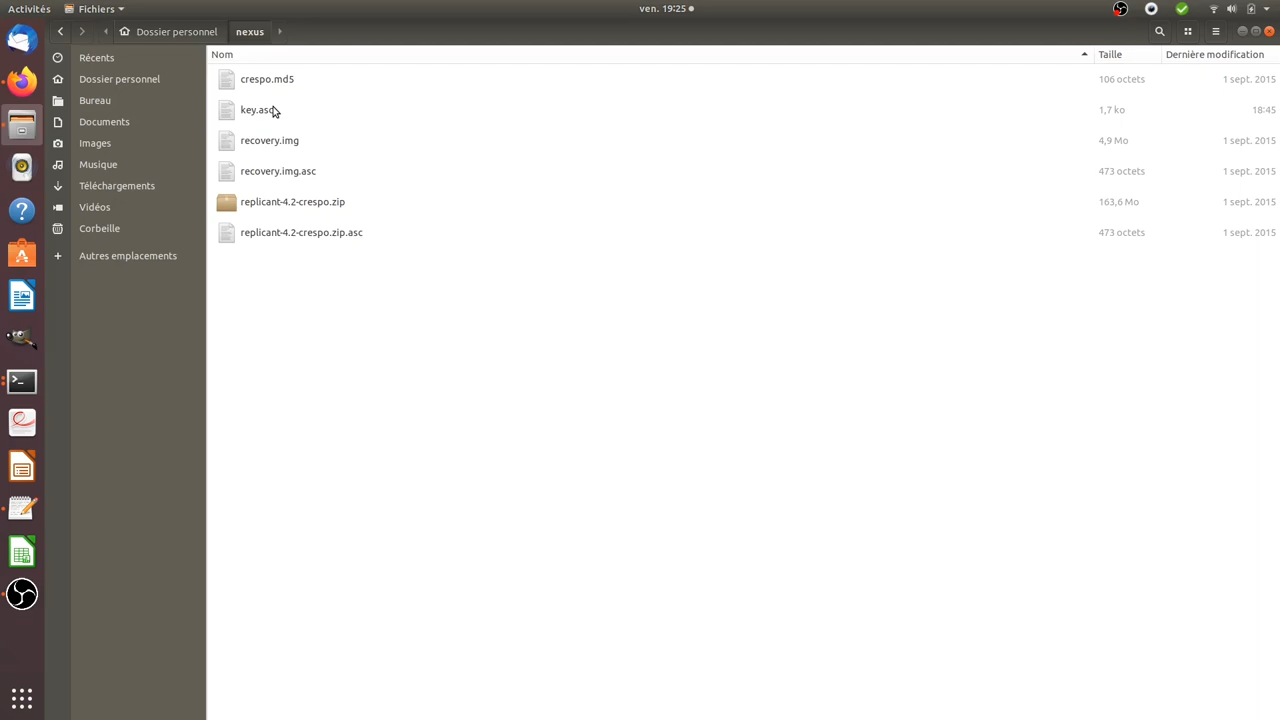 Activités Fichiers ven. 19:25
Dossier personnel nexus
Récents
Dossier personnel
Bureau
Documents
Images
Musique
Téléchargements
Vidéos
Corbeille
Autres emplacements
Nom Taille Dernière modification
crespo.md5 106 octets 1 sept. 2015
key.asc 1,7 ko 18:45
recovery.img 4,9 Mo 1 sept. 2015
recovery.img.asc 473 octets 1 sept. 2015
replicant-4.2-crespo.zip 163,6 Mo 1 sept. 2015
replicant-4.2-crespo.zip.asc 473 octets 1 sept. 2015